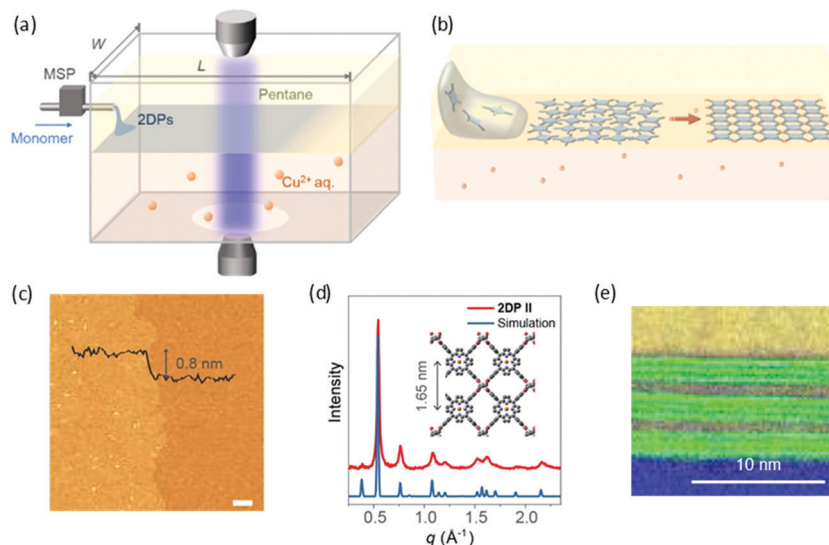 (a)
W
L
MSP
Pentane
2DPs
Monomer
Cu²⁺ aq.
(b)
(c)
0.8 nm
(d)
2DP II
Simulation
Intensity
1.65 nm
0.5 1.0 1.5 2.0
q (Å⁻¹)
(e)
10 nm